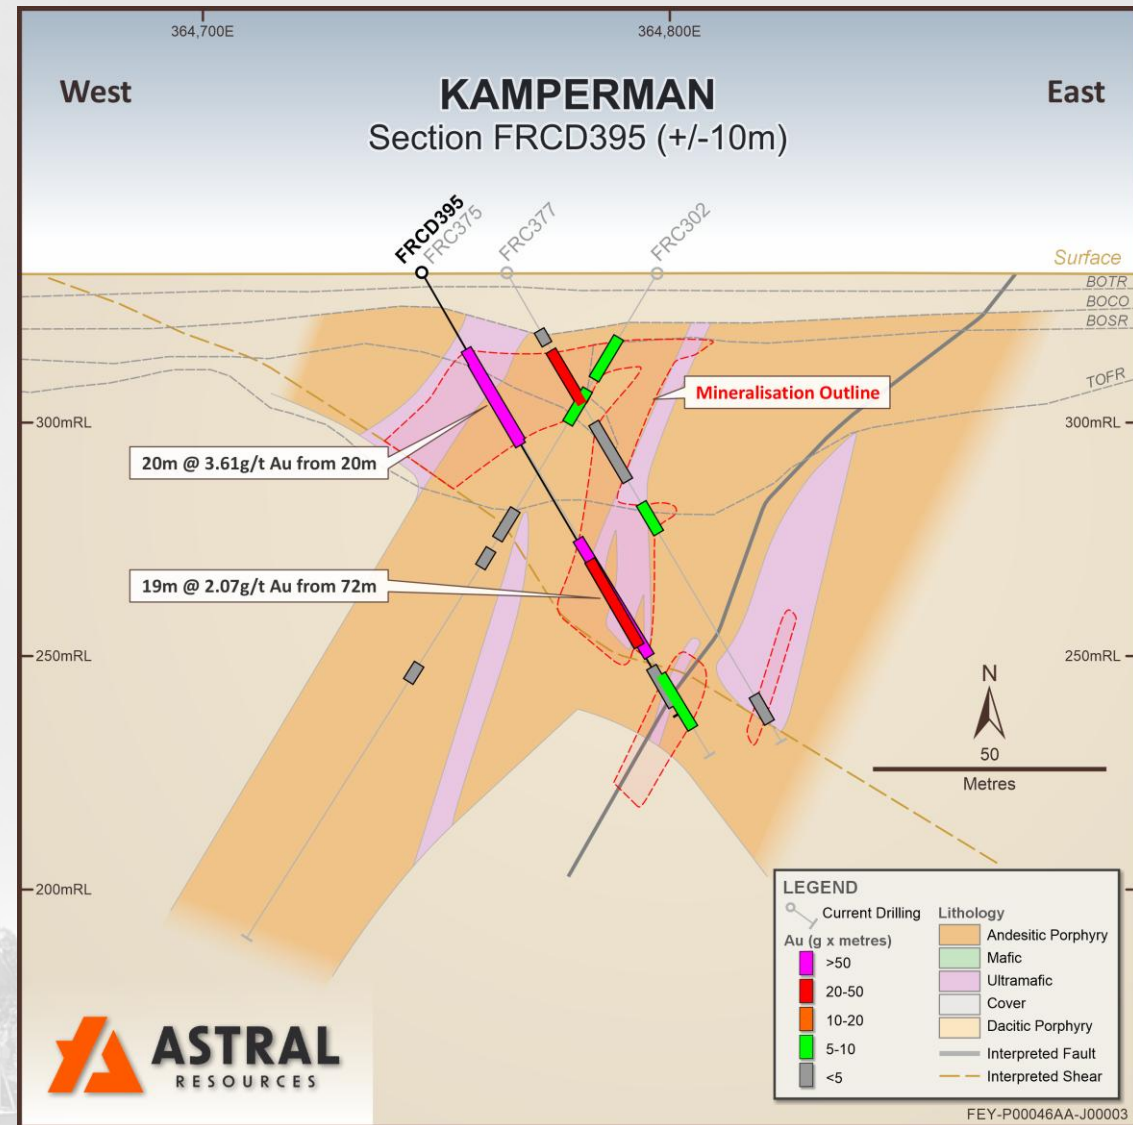 364,700E
364,800E
West
KAMPERMAN
East
Section FRCD395 (+/-10m)
FRCD395
FRC375
FRC377
FRC302
Surface
BOTR
BOCO
BOSR
TOFR
300mRL
300mRL
Mineralisation Outline
20m @ 3.61g/t Au from 20m
19m @ 2.07g/t Au from 72m
250mRL
250mRL
N
50
Metres
200mRL
LEGEND
Current Drilling
Au (g x metres)
>50
20-50
10-20
5-10
<5
Lithology
Andesitic Porphyry
Mafic
Ultramafic
Cover
Dacitic Porphyry
Interpreted Fault
Interpreted Shear
ASTRAL
RESOURCES
FEY-P00046AA-J00003